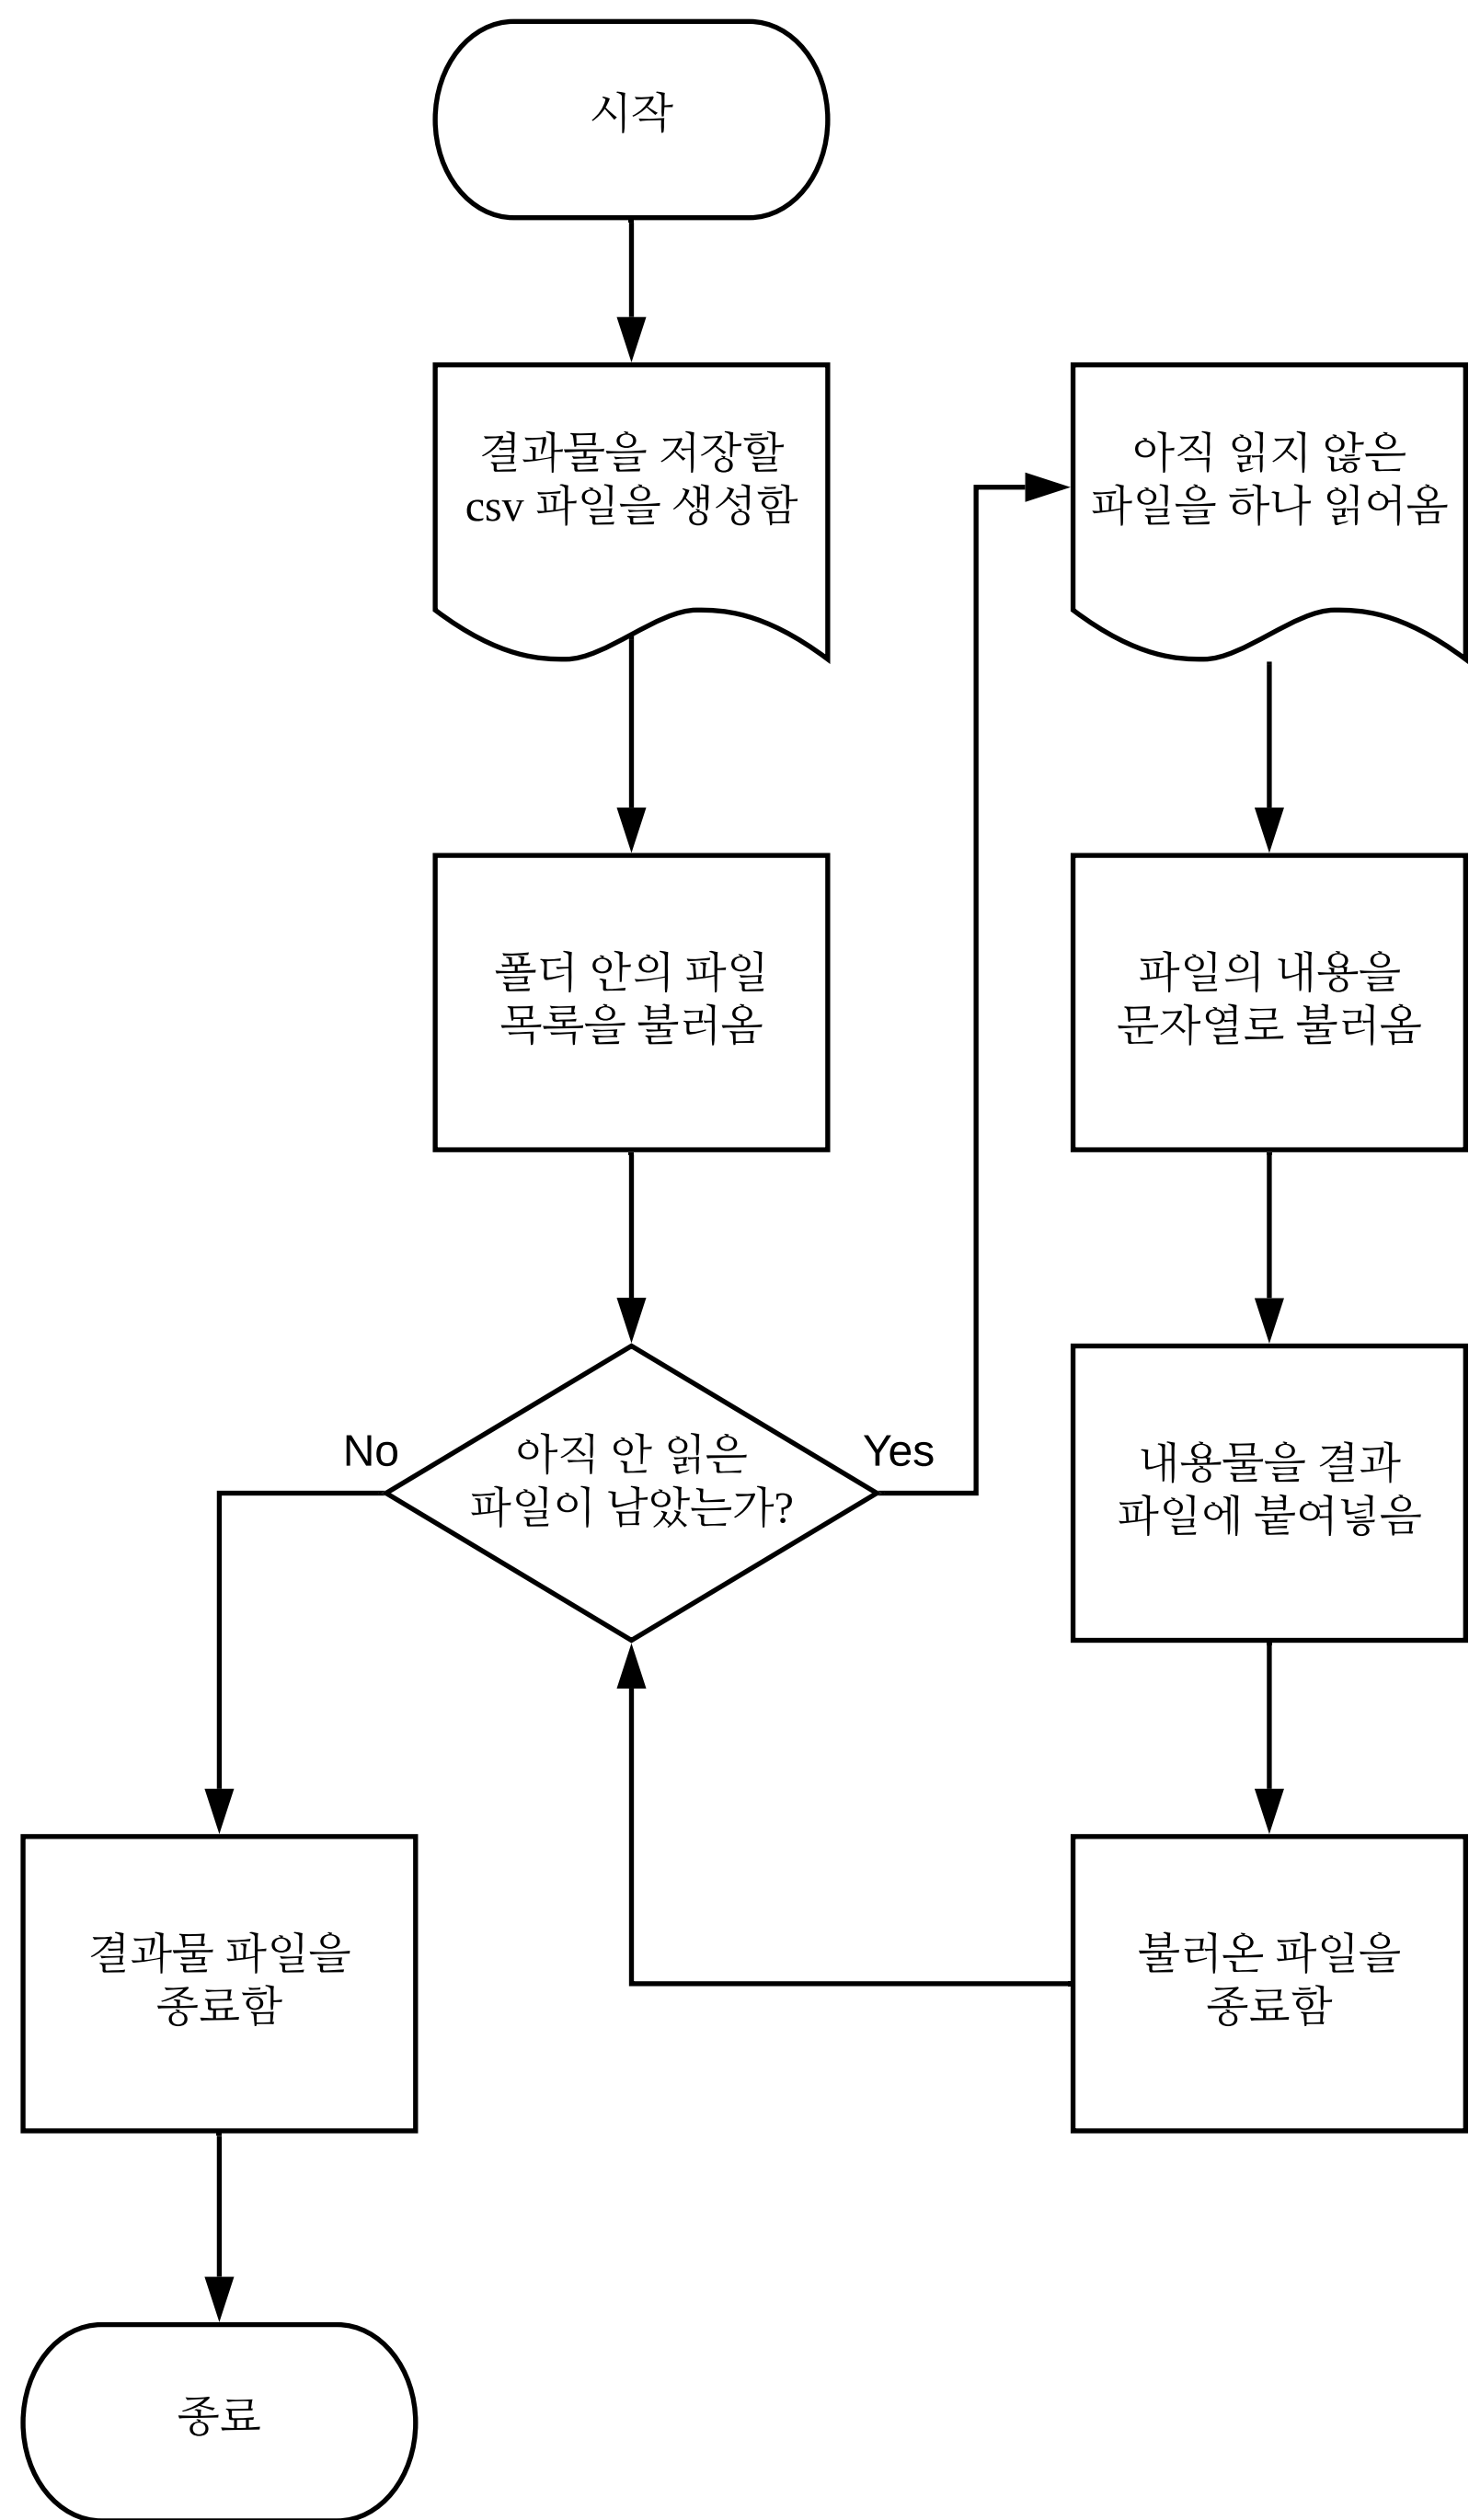 시작
결과물을 저장할
csv 파일을 생성함
폴더 안의 파일
목록을 불러옴
아직 안 읽은
파일이 남았는가?
No
Yes
아직 읽지 않은
파일을 하나 읽어옴
파일의 내용을
문자열로 불러옴
내용물을 결과
파일에 붙여넣음
불러온 파일을
종료함
결과물 파일을
종료함
종료